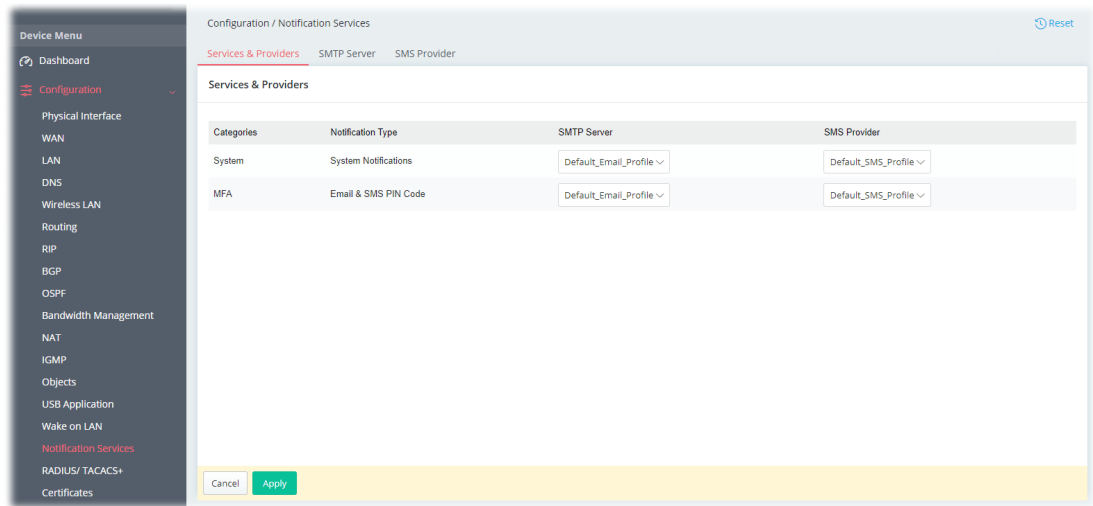 Device Menu
Dashboard
Configuration
Physical Interface
WAN
LAN
DNS
Wireless LAN
Routing
RIP
BGP
OSPF
Bandwidth Management
NAT
IGMP
Objects
USB Application
Wake on LAN
Notification Services
RADIUS/ TACACS+
Certificates
Configuration / Notification Services Reset
Services & Providers SMTP Server SMS Provider
Services & Providers
Categories Notification Type SMTP Server SMS Provider
System System Notifications Default_Email_Profile Default_SMS_Profile
MFA Email & SMS PIN Code Default_Email_Profile Default_SMS_Profile
Cancel Apply